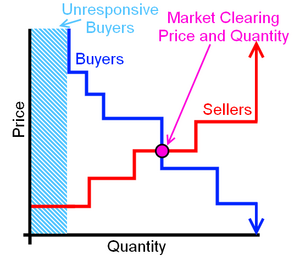 Unresponsive
Buyers
Market Clearing
Price and Quantity
Buyers
Sellers
Price
Quantity